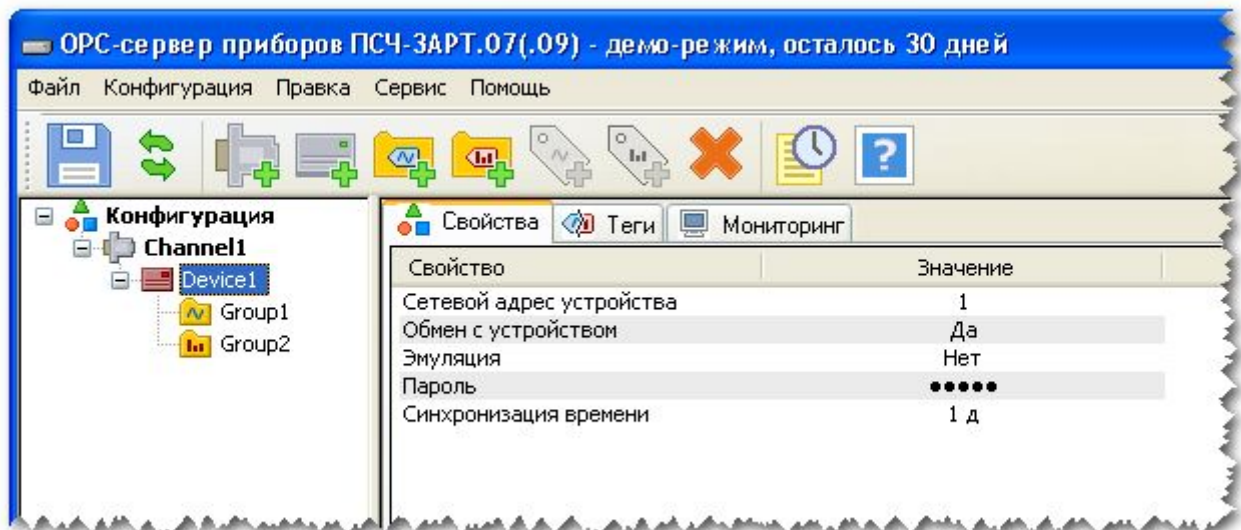 ОРС-сервер приборов ПСЧ-3АРТ.07(.09) - демо-режим, осталось 30 дней
Файл Конфигурация Правка Сервис Помощь
Конфигурация
Channel1
Device1
Group1
Group2
Свойства Теги Мониторинг
Свойство Значение
Сетевой адрес устройства 1
Обмен с устройством Да
Эмуляция Нет
Пароль ●●●●●
Синхронизация времени 1 д